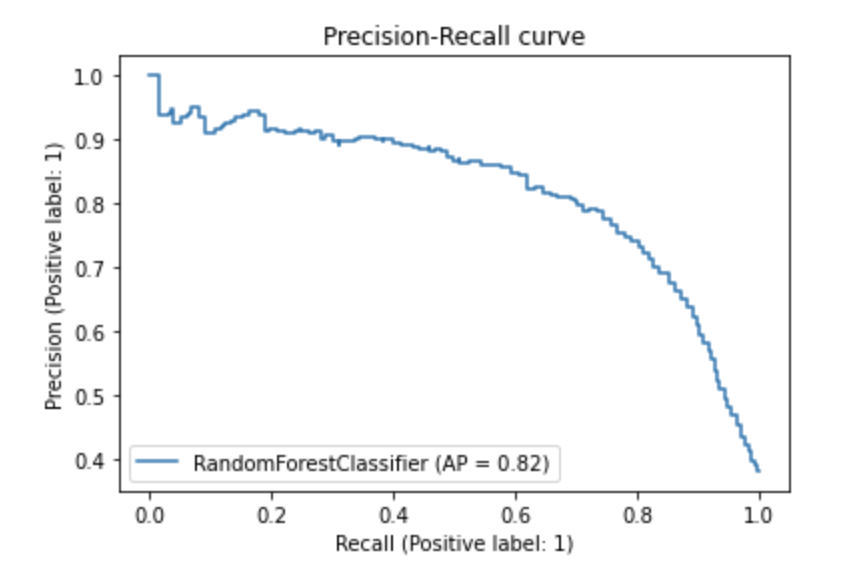 Precision-Recall curve
1.0
0.9
0.8
0.7
0.6
0.5
0.4
Precision (Positive label: 1)
RandomForestClassifier (AP = 0.82)
0.0 0.2 0.4 0.6 0.8 1.0
Recall (Positive label: 1)